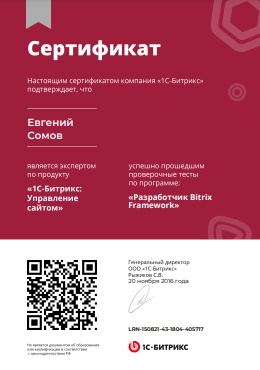 Сертификат
Настоящим сертификатом компания «1С-Битрикс»
подтверждает, что
Евгений
Сомов
является экспертом
по продукту
«1С-Битрикс:
Управление
сайтом»
успешно прошедшим
проверочные тесты
по программе:
«Разработчик Bitrix
Framework»
Генеральный директор
ООО «1С-Битрикс»
Рыжиков С.В.
20 ноября 2016 года
LRN-150821-43-1804-405717
Не является документом об образовании
или квалификации в соответствии
с законодательством РФ
1С-БИТРИКС